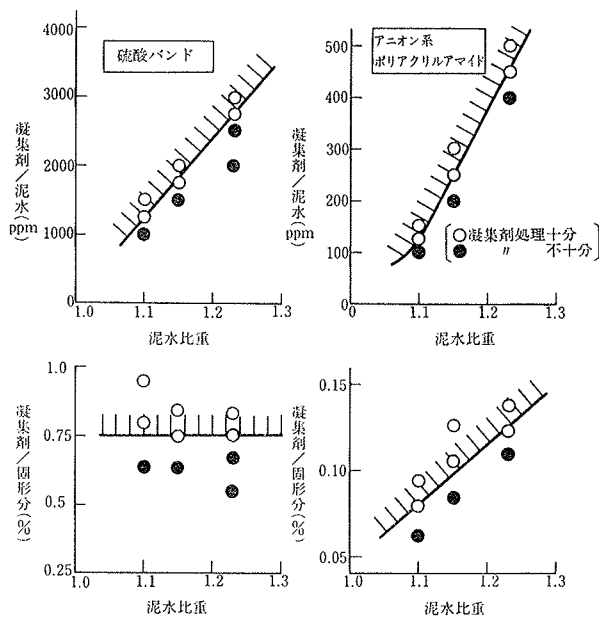 4000
3000
2000
1000
0
凝集剤/泥水(ppm)
硫酸バンド
1.0 1.1 1.2 1.3
泥水比重
500
400
300
200
100
0
凝集剤/泥水(ppm)
アニオン系
ポリアクリルアマイド
○凝集剤処理十分
● 〃 不十分
1.0 1.1 1.2 1.3
泥水比重
1.0
0.75
0.5
0.25
凝集剤/固形分(%)
1.0 1.1 1.2 1.3
泥水比重
0.15
0.10
0.05
凝集剤/固形分(%)
1.0 1.1 1.2 1.3
泥水比重